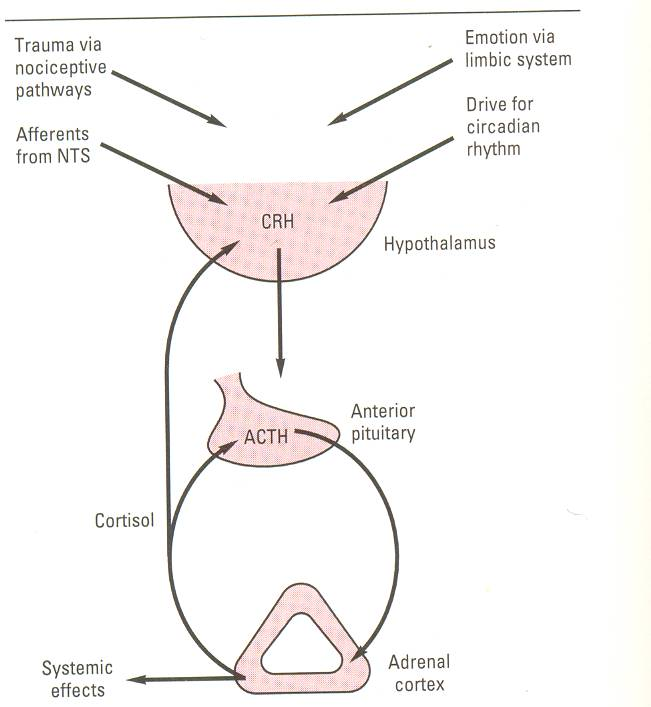 Trauma via
nociceptive
pathways
Emotion via
limbic system
Afferents
from NTS
Drive for
circadian
rhythm
CRH
Hypothalamus
Anterior
pituitary
ACTH
Cortisol
Adrenal
cortex
Systemic
effects